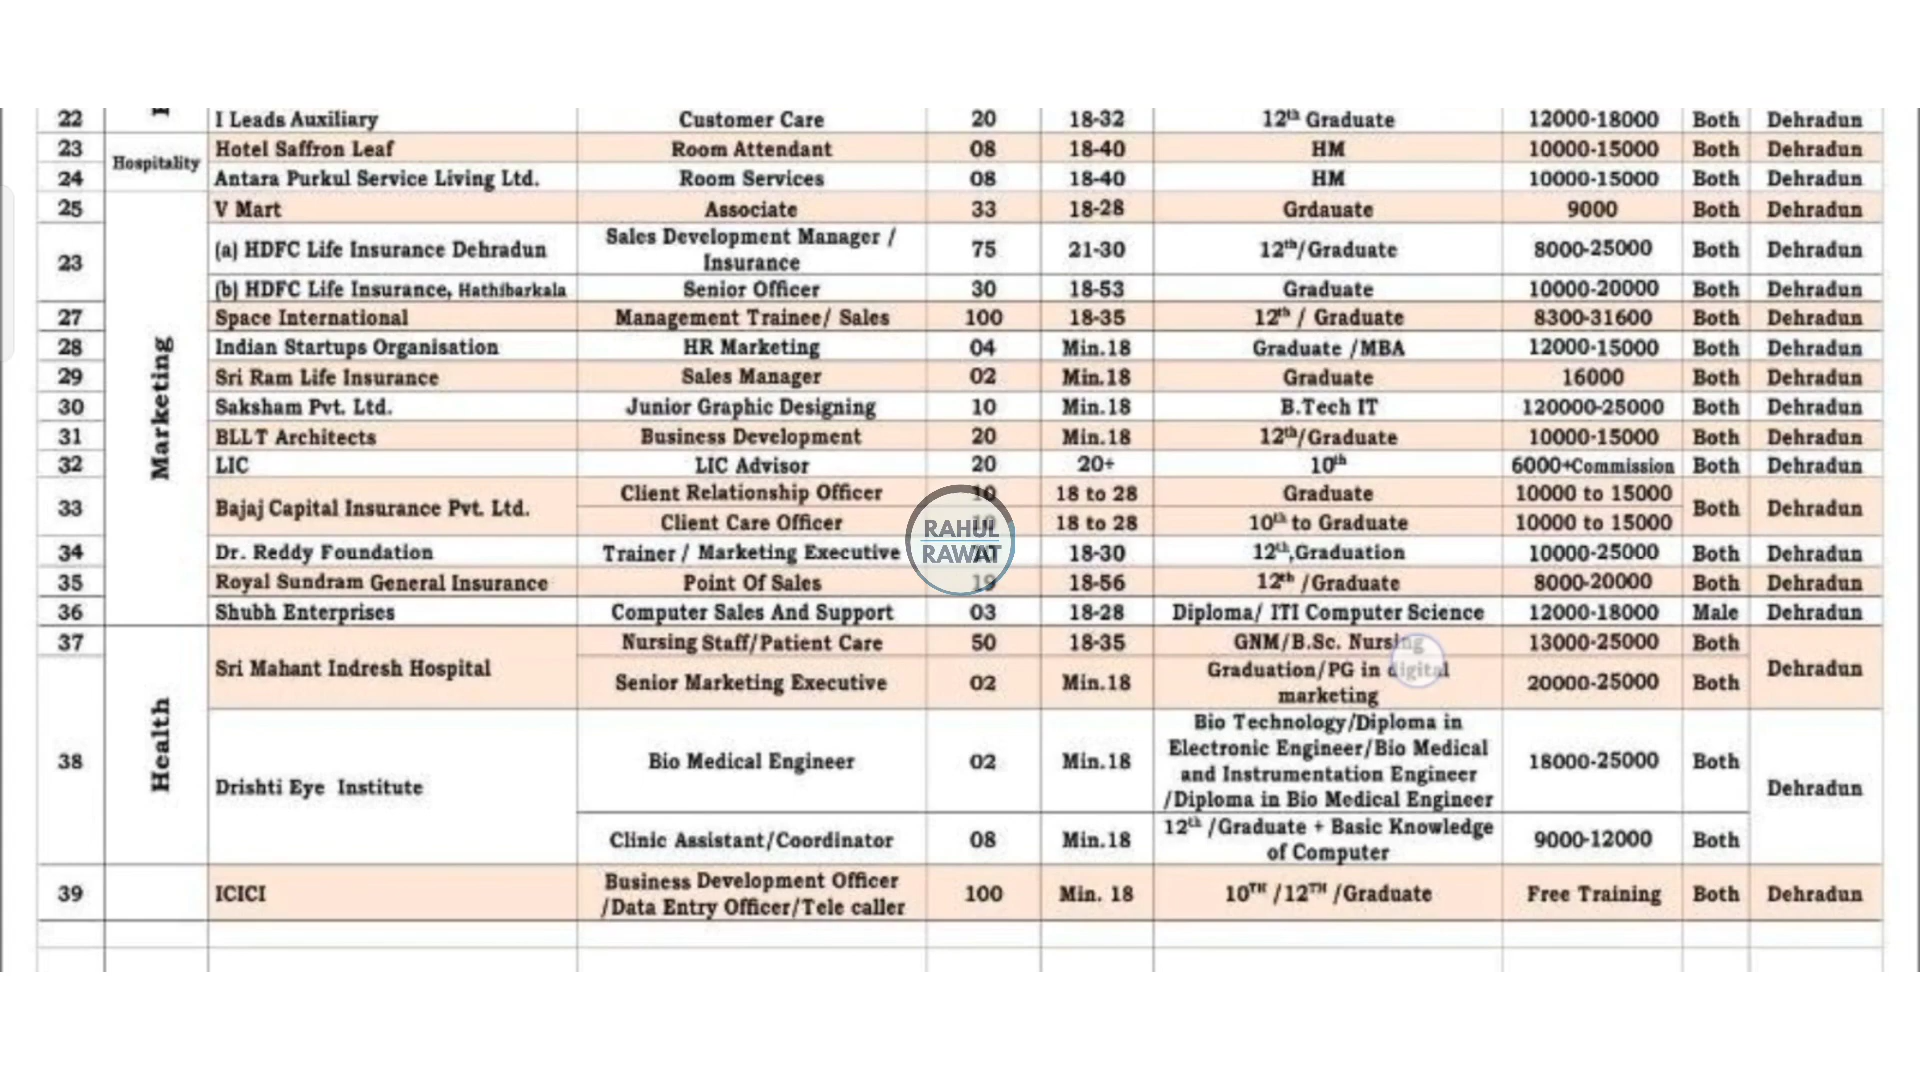 22 I Leads Auxiliary Customer Care 20 18-32 12th Graduate 12000-18000 Both Dehradun
Hospitality
23 Hotel Saffron Leaf Room Attendant 08 18-40 HM 10000-15000 Both Dehradun
24 Antara Purkul Service Living Ltd. Room Services 08 18-40 HM 10000-15000 Both Dehradun
Marketing
25 V Mart Associate 33 18-28 Grdauate 9000 Both Dehradun
23 (a) HDFC Life Insurance Dehradun Sales Development Manager / Insurance 75 21-30 12th/Graduate 8000-25000 Both Dehradun
(b) HDFC Life Insurance, Hathibarkala Senior Officer 30 18-53 Graduate 10000-20000 Both Dehradun
27 Space International Management Trainee/ Sales 100 18-35 12th / Graduate 8300-31600 Both Dehradun
28 Indian Startups Organisation HR Marketing 04 Min.18 Graduate /MBA 12000-15000 Both Dehradun
29 Sri Ram Life Insurance Sales Manager 02 Min.18 Graduate 16000 Both Dehradun
30 Saksham Pvt. Ltd. Junior Graphic Designing 10 Min.18 B.Tech IT 120000-25000 Both Dehradun
31 BLLT Architects Business Development 20 Min.18 12th/Graduate 10000-15000 Both Dehradun
32 LIC LIC Advisor 20 20+ 10th 6000+Commission Both Dehradun
33 Bajaj Capital Insurance Pvt. Ltd. Client Relationship Officer 10 18 to 28 Graduate 10000 to 15000 Both Dehradun
Client Care Officer 18 to 28 10th to Graduate 10000 to 15000
RAHUL
RAWAT
34 Dr. Reddy Foundation Trainer / Marketing Executive 18-30 12th,Graduation 10000-25000 Both Dehradun
35 Royal Sundram General Insurance Point Of Sales 19 18-56 12th /Graduate 8000-20000 Both Dehradun
36 Shubh Enterprises Computer Sales And Support 03 18-28 Diploma/ ITI Computer Science 12000-18000 Male Dehradun
Health
37 Sri Mahant Indresh Hospital Nursing Staff/Patient Care 50 18-35 GNM/B.Sc. Nursing 13000-25000 Both Dehradun
Senior Marketing Executive 02 Min.18 Graduation/PG in digital
marketing 20000-25000 Both
38 Drishti Eye Institute Bio Medical Engineer 02 Min.18 Bio Technology/Diploma in
Electronic Engineer/Bio Medical
and Instrumentation Engineer
/Diploma in Bio Medical Engineer 18000-25000 Both Dehradun
Clinic Assistant/Coordinator 08 Min.18 12th /Graduate + Basic Knowledge
of Computer 9000-12000 Both
39 ICICI Business Development Officer
/Data Entry Officer/Tele caller 100 Min. 18 10TH /12TH /Graduate Free Training Both Dehradun